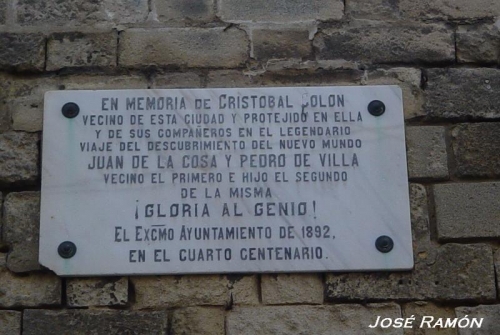 EN MEMORIA DE CRISTOBAL COLON
VECINO DE ESTA CIUDAD Y PROTEJIDO EN ELLA
Y DE SUS COMPAÑEROS EN EL LEGENDARIO
VIAJE DEL DESCUBRIMIENTO DEL NUEVO MUNDO
JUAN DE LA COSA Y PEDRO DE VILLA
VECINO EL PRIMERO E HIJO EL SEGUNDO
DE LA MISMA
¡GLORIA AL GENIO!
EL EXCMO AYUNTAMIENTO DE 1892,
EN EL CUARTO CENTENARIO.
JOSÉ RAMÓN